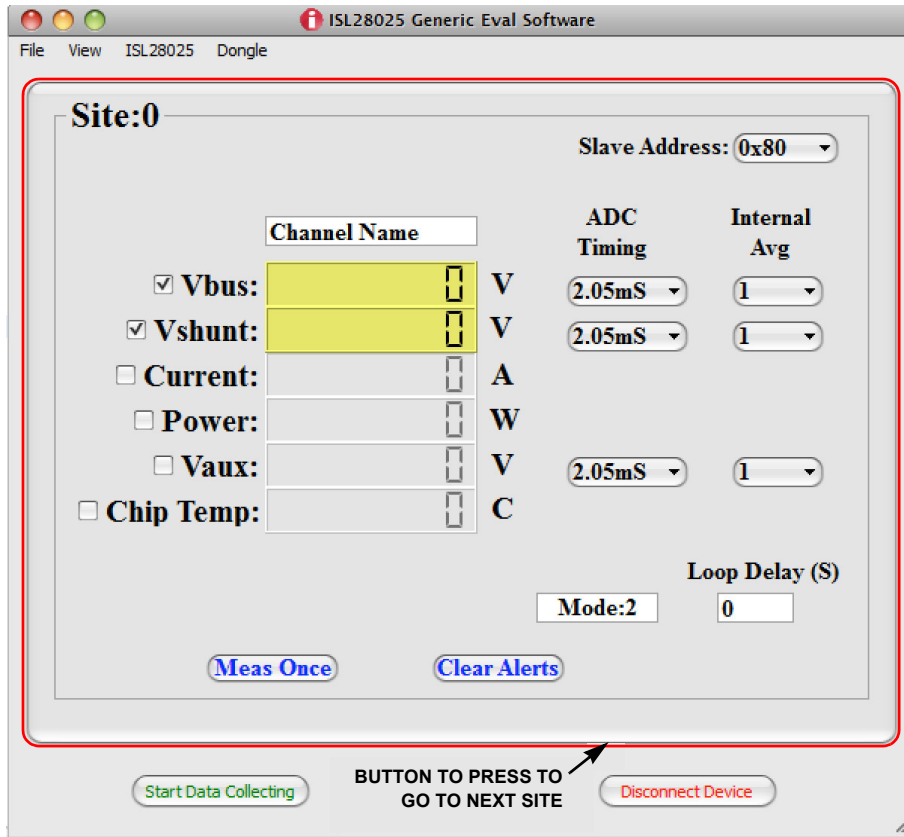 ISL28025 Generic Eval Software
File View ISL28025 Dongle
Site:0
Slave Address: 0x80
Channel Name
ADC Timing
Internal Avg
Vbus: 0 V 2.05mS 1
Vshunt: 0 V 2.05mS 1
Current: 0 A
Power: 0 W
Vaux: 0 V 2.05mS 1
Chip Temp: 0 C
Loop Delay (S)
Mode:2 0
Meas Once Clear Alerts
Start Data Collecting
BUTTON TO PRESS TO
GO TO NEXT SITE
Disconnect Device